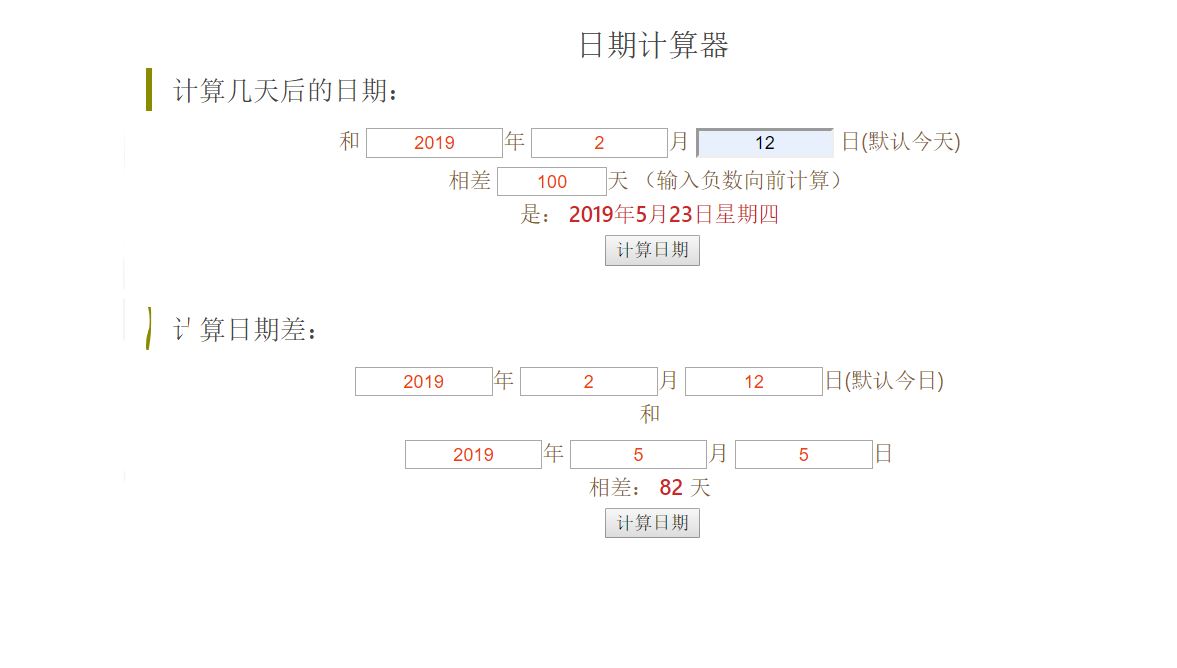 日期计算器
计算几天后的日期：
和 2019 年 2 月 12 日(默认今天)
相差 100 天 （输入负数向前计算）
是： 2019年5月23日星期四
计算日期
计算日期差：
2019 年 2 月 12 日(默认今日)
和
2019 年 5 月 5 日
相差： 82 天
计算日期